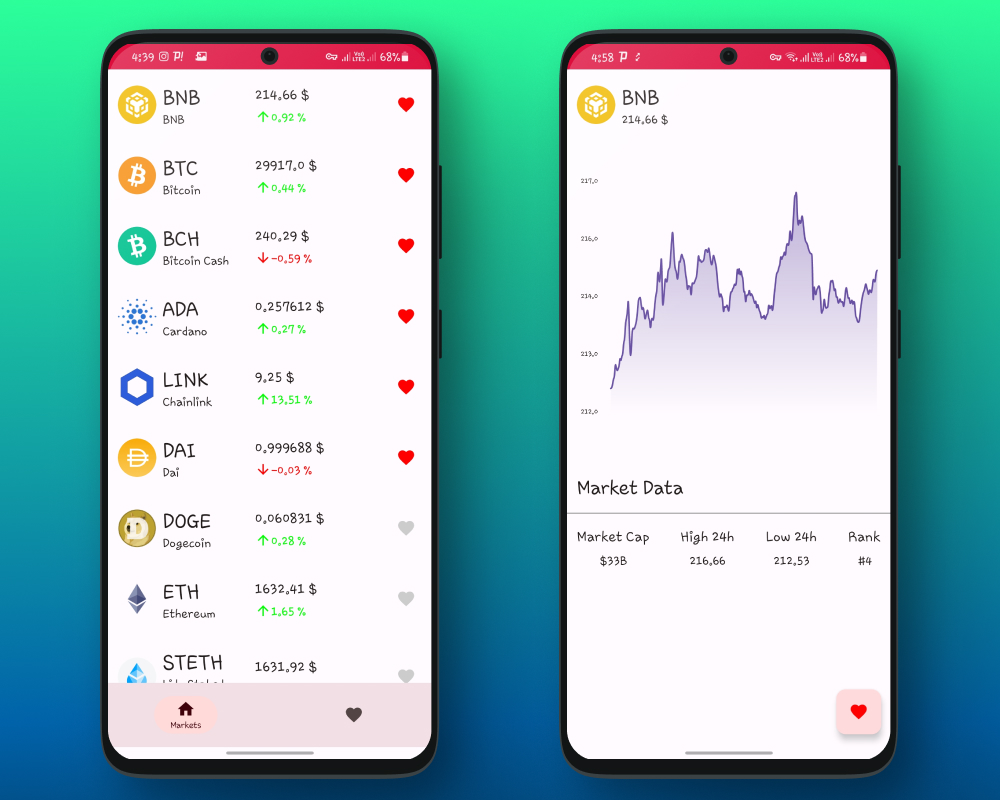 4:39
68%
BNB
BNB
214.66 $
0.92 %
BTC
Bitcoin
29917.0 $
0.44 %
BCH
Bitcoin Cash
240.29 $
-0.59 %
ADA
Cardano
0.257612 $
0.27 %
LINK
Chainlink
9.25 $
13.51 %
DAI
Dai
0.999688 $
-0.03 %
DOGE
Dogecoin
0.060831 $
0.28 %
ETH
Ethereum
1632.41 $
1.65 %
STETH
1631.92 $
Markets
4:58
68%
BNB
214.66 $
217.0
216.0
214.0
213.0
212.0
Market Data
Market Cap High 24h Low 24h Rank
$33B 216.66 212.53 #4